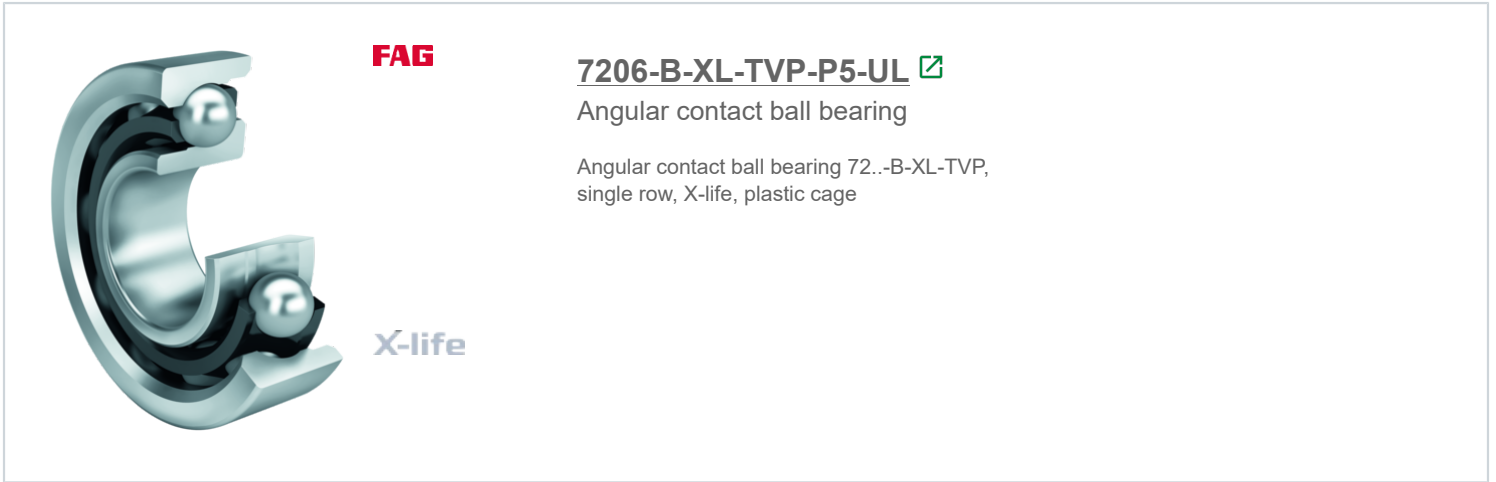 FAG
7206-B-XL-TVP-P5-UL
Angular contact ball bearing
Angular contact ball bearing 72..-B-XL-TVP,
single row, X-life, plastic cage
X-life